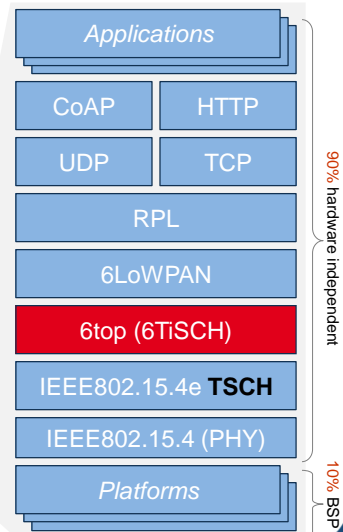 Applications
CoAP
HTTP
UDP
TCP
RPL
6LoWPAN
6top (6TiSCH)
IEEE802.15.4e TSCH
IEEE802.15.4 (PHY)
Platforms
90% hardware independent
10% BSP